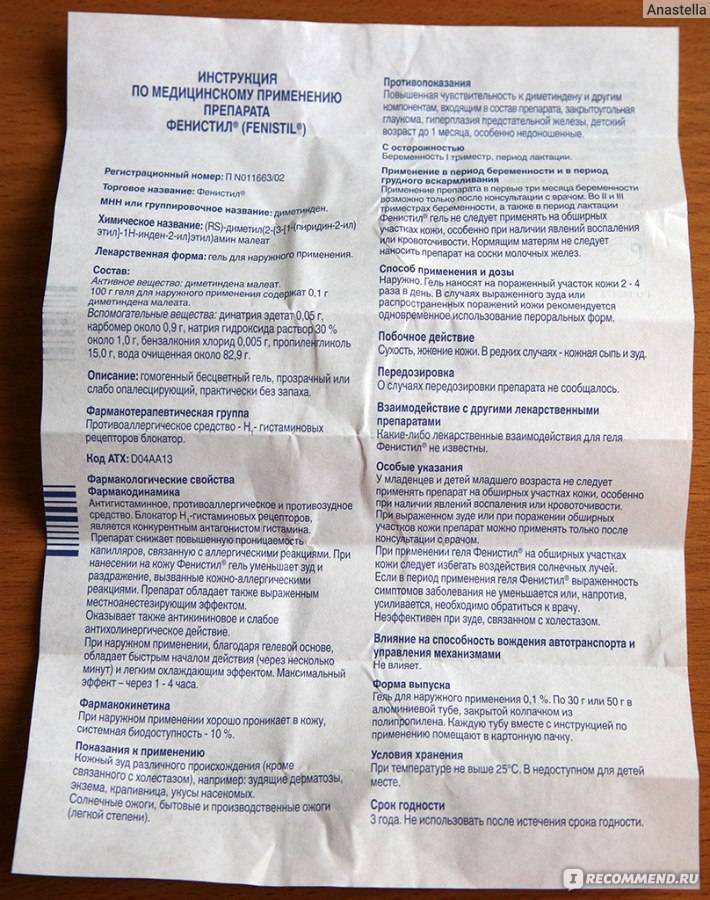 Anastella
ИНСТРУКЦИЯ
ПО МЕДИЦИНСКОМУ ПРИМЕНЕНИЮ
ПРЕПАРАТА
ФЕНИСТИЛ® (FENISTIL®)
Регистрационный номер: П N011663/02
Торговое название: Фенистил®
МНН или группировочное название: диметинден.
Химическое название: (RS)-диметил(2-{3-[1-(пиридин-2-ил)
этил]-1H-инден-2-ил}этил)амин малеат
Лекарственная форма: гель для наружного применения.
Состав:
Активное вещество: диметиндена малеат.
100 г геля для наружного применения содержат 0,1 г
диметиндена малеата.
Вспомогательные вещества: динатрия эдетат 0,05 г,
карбомер около 0,9 г, натрия гидроксида раствор 30 %
около 1,0 г, бензалкония хлорид 0,005 г, пропиленгликоль
15,0 г, вода очищенная около 82,9 г.
Описание: гомогенный бесцветный гель, прозрачный или
слабо опалесцирующий, практически без запаха.
Фармакотерапевтическая группа
Противоаллергическое средство - H₁- гистаминовых
рецепторов блокатор.
Код АТХ: D04AA13
Фармакологические свойства
Фармакодинамика
Антигистаминное, противоаллергическое и противозудное
средство. Блокатор H₁-гистаминовых рецепторов,
является конкурентным антагонистом гистамина.
Препарат снижает повышенную проницаемость
капилляров, связанную с аллергическими реакциями. При
нанесении на кожу Фенистил® гель уменьшает зуд и
раздражение, вызванные кожно-аллергическими
реакциями. Препарат обладает также выраженным
местноанестезирующим эффектом.
Оказывает также антикининовое и слабое
антихолинергическое действие.
При наружном применении, благодаря гелевой основе,
обладает быстрым началом действия (через несколько
минут) и легким охлаждающим эффектом. Максимальный
эффект – через 1 - 4 часа.
Фармакокинетика
При наружном применении хорошо проникает в кожу,
системная биодоступность - 10 %.
Показания к применению
Кожный зуд различного происхождения (кроме
связанного с холестазом), например: зудящие дерматозы,
экзема, крапивница, укусы насекомых.
Солнечные ожоги, бытовые и производственные ожоги
(легкой степени).
Противопоказания
Повышенная чувствительность к диметиндену и другим
компонентам, входящим в состав препарата, закрытоугольная
глаукома, гиперплазия предстательной железы, детский
возраст до 1 месяца, особенно недоношенные.
С осторожностью
Беременность I триместр, период лактации.
Применение в период беременности и в период
грудного вскармливания
Применение препарата в первые три месяца беременности
возможно только после консультации с врачом. Во II и III
триместрах беременности, а также в период лактации
Фенистил® гель не следует применять на обширных
участках кожи, особенно при наличии явлений воспаления
или кровоточивости. Кормящим матерям не следует
наносить препарат на соски молочных желез.
Способ применения и дозы
Наружно. Гель наносят на пораженный участок кожи 2 - 4
раза в день. В случаях выраженного зуда или
распространенных поражений кожи рекомендуется
одновременное использование пероральных форм.
Побочное действие
Сухость, жжение кожи. В редких случаях - кожная сыпь и зуд.
Передозировка
О случаях передозировки препарата не сообщалось.
Взаимодействие с другими лекарственными
препаратами
Какие-либо лекарственные взаимодействия для геля
Фенистил® не известны.
Особые указания
У младенцев и детей младшего возраста не следует
применять препарат на обширных участках кожи, особенно
при наличии явлений воспаления или кровоточивости.
При выраженном зуде или при поражении обширных
участков кожи препарат можно применять только после
консультации с врачом.
При применении геля Фенистил® на обширных участках
кожи следует избегать воздействия солнечных лучей.
Если в период применения геля Фенистил® выраженность
симптомов заболевания не уменьшается или, напротив,
усиливается, необходимо обратиться к врачу.
Неэффективен при зуде, связанном с холестазом.
Влияние на способность вождения автотранспорта и
управления механизмами
Не влияет.
Форма выпуска
Гель для наружного применения 0,1 %. По 30 г или 50 г в
алюминиевой тубе, закрытой колпачком из
полипропилена. Каждую тубу вместе с инструкцией по
применению помещают в картонную пачку.
Условия хранения
При температуре не выше 25°С. В недоступном для детей
месте.
Срок годности
3 года. Не использовать после истечения срока годности.
IRECOMMEND.RU